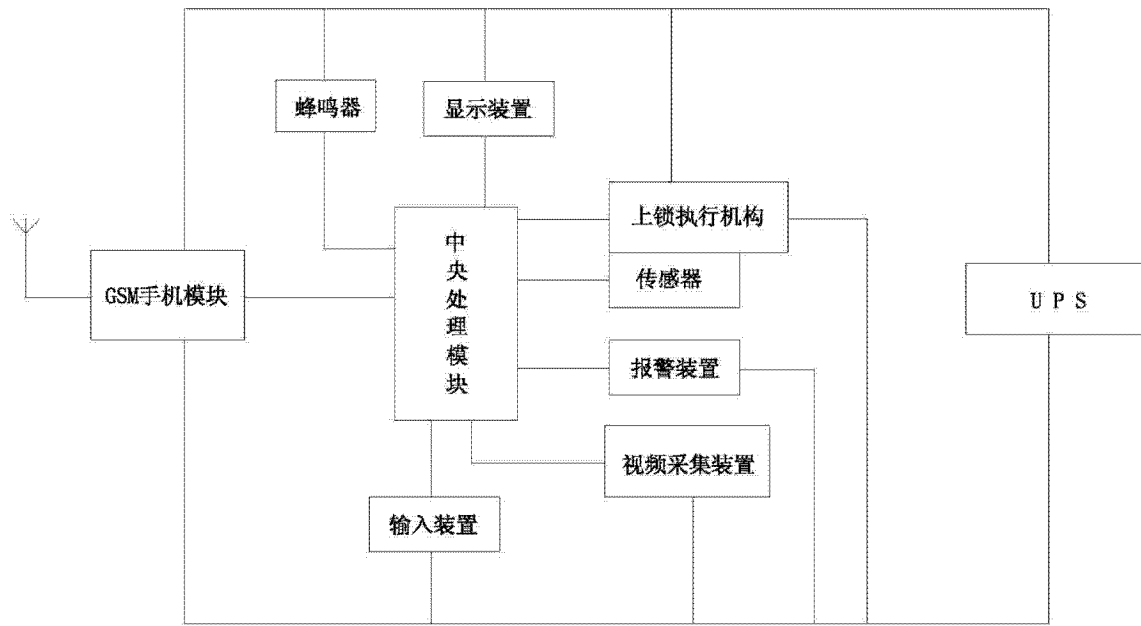 蜂鸣器
显示装置
上锁执行机构
中央处理模块
传感器
GSM手机模块
UPS
报警装置
视频采集装置
输入装置